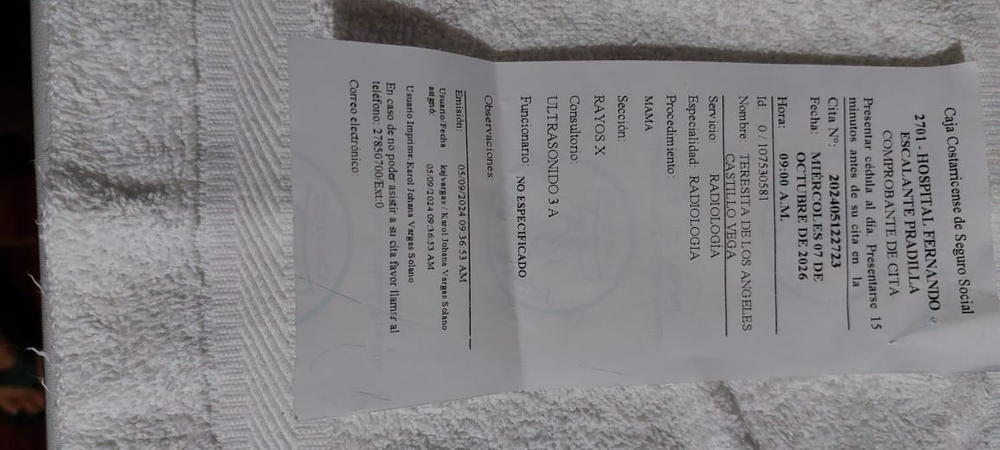 Caja Costarricense de Seguro Social
2701 - HOSPITAL FERNANDO
ESCALANTE PRADILLA
COMPROBANTE DE CITA
Presentar cédula al día. Presentarse 15
minutos antes de su cita en la
Cita Nº: 202405122723
Fecha: MIÉRCOLES 07 DE
OCTUBRE DE 2026
Hora: 09:00 A.M.
Id: 0 / 107530581
Nombre: TERESITA DE LOS ANGELES
CASTILLO VEGA
Servicio: RADIOLOGÍA
Especialidad: RADIOLOGIA
Procedimiento:
MAMA
Sección:
RAYOS X
Consultorio:
ULTRASONIDO 3 A
Funcionario: NO ESPECIFICADO
Observaciones:
Emisión: 05/09/2024 09:36:53 AM
Usuario/Fecha kajvargas / Karol Johana Vargas Solano
asignó: 05/09/2024 09:36:53 AM
Usuario Imprime:Karol Johana Vargas Solano
En caso de no poder asistir a su cita favor llamar al
teléfono: 27850700/Ext:0
Correo electrónico: